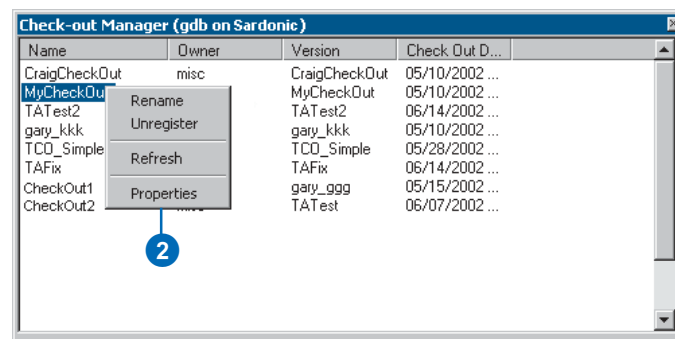 Check-out Manager (gdb on Sardonic)
Name Owner Version Check Out D...
CraigCheckOut misc CraigCheckOut 05/10/2002 ...
MyCheckOu MyCheckOut 05/10/2002 ...
TATest2 TATest2 06/14/2002 ...
gary_kkk gary_kkk 05/10/2002 ...
TCO_Simple TCO_Simple 05/28/2002 ...
TAFix TAFix 06/14/2002 ...
CheckOut1 gary_ggg 05/15/2002 ...
CheckOut2 TATest 06/07/2002 ...
Rename
Unregister
Refresh
Properties
2